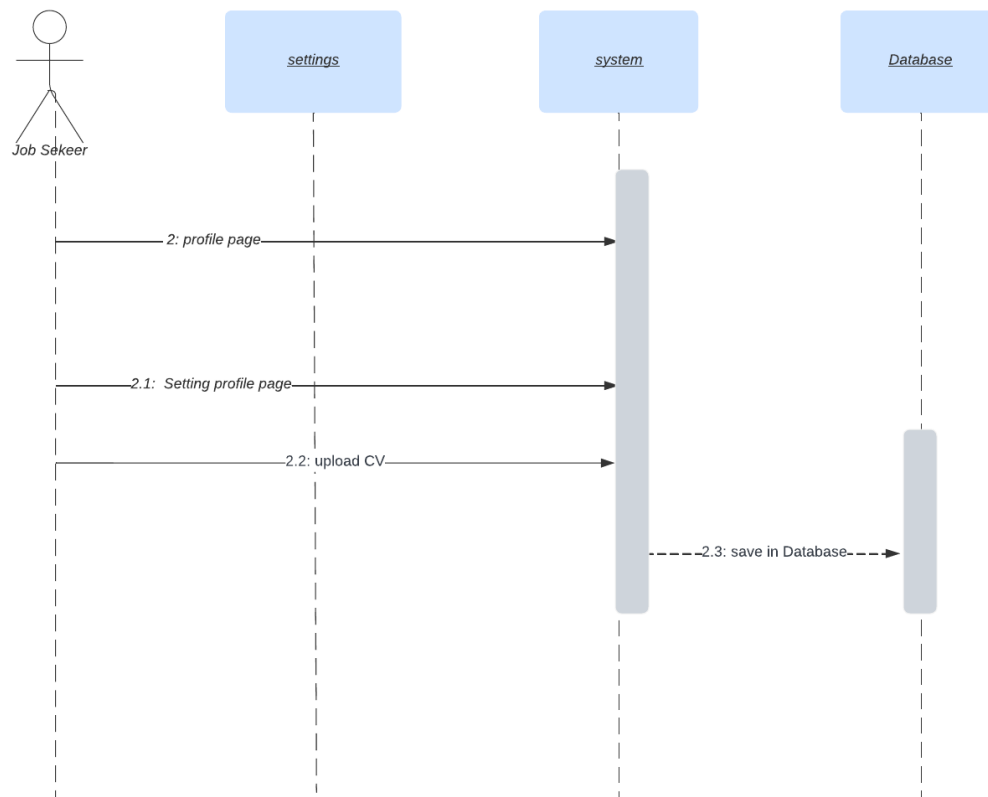 settings
system
Database
Job Sekeer
2: profile page
2.1:  Setting profile page
2.2: upload CV
2.3: save in Database